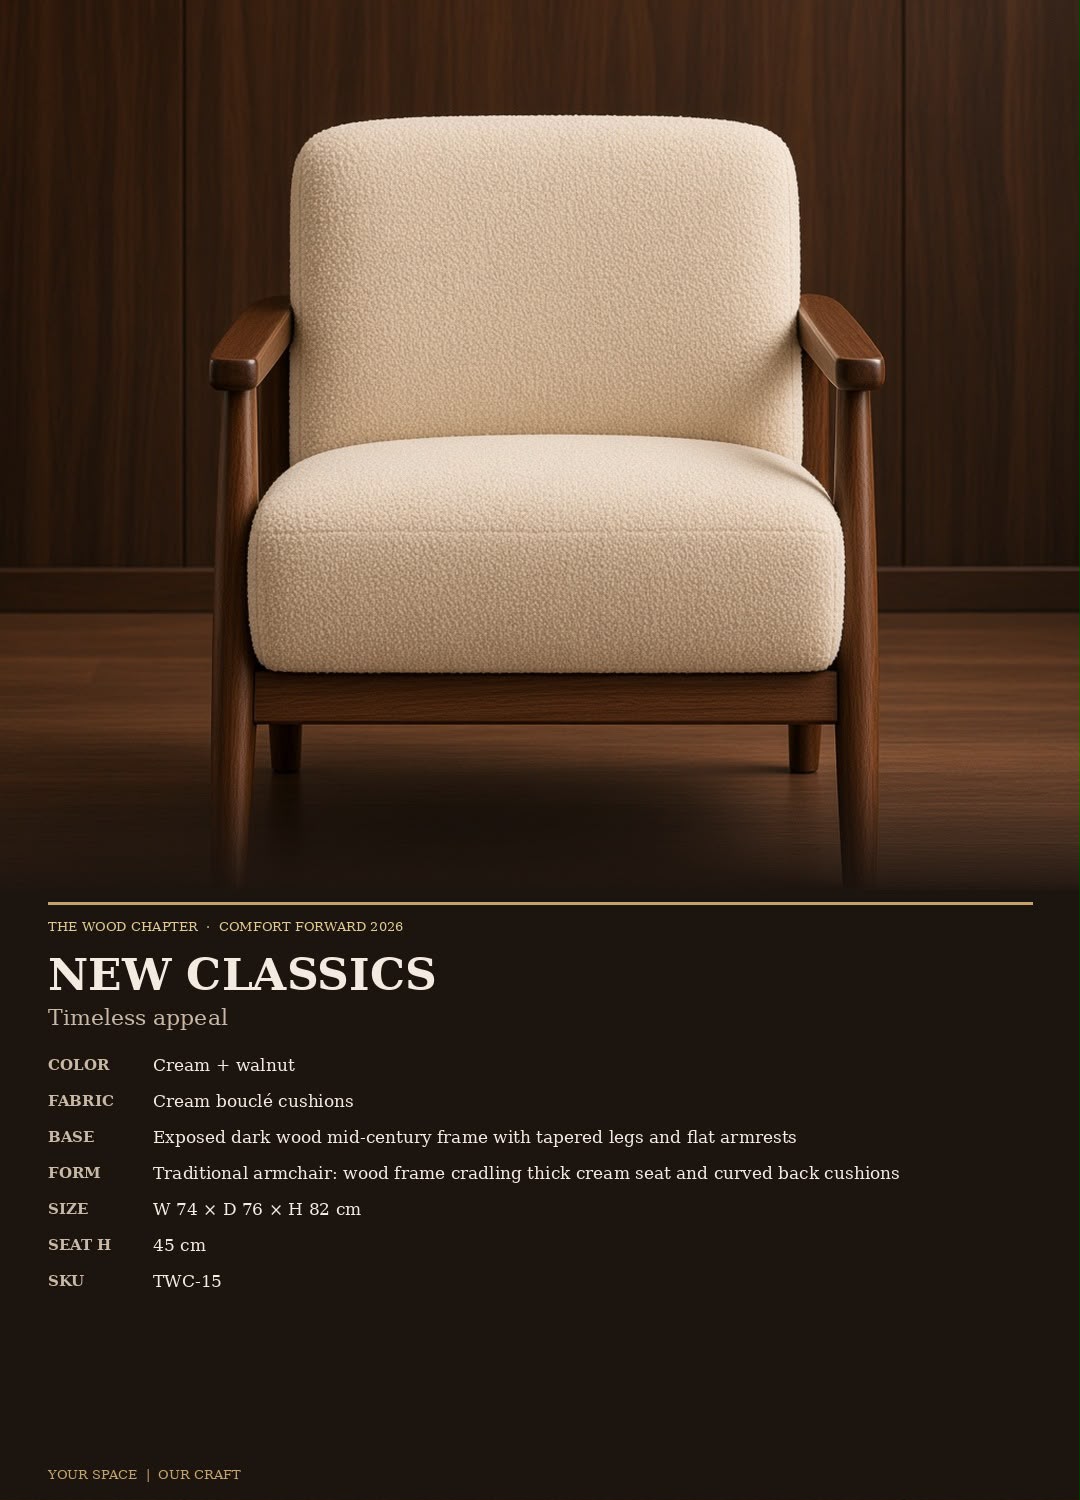 THE WOOD CHAPTER · COMFORT FORWARD 2026
NEW CLASSICS
Timeless appeal
COLOR Cream + walnut
FABRIC Cream bouclé cushions
BASE Exposed dark wood mid-century frame with tapered legs and flat armrests
FORM Traditional armchair: wood frame cradling thick cream seat and curved back cushions
SIZE W 74 × D 76 × H 82 cm
SEAT H 45 cm
SKU TWC-15
YOUR SPACE | OUR CRAFT